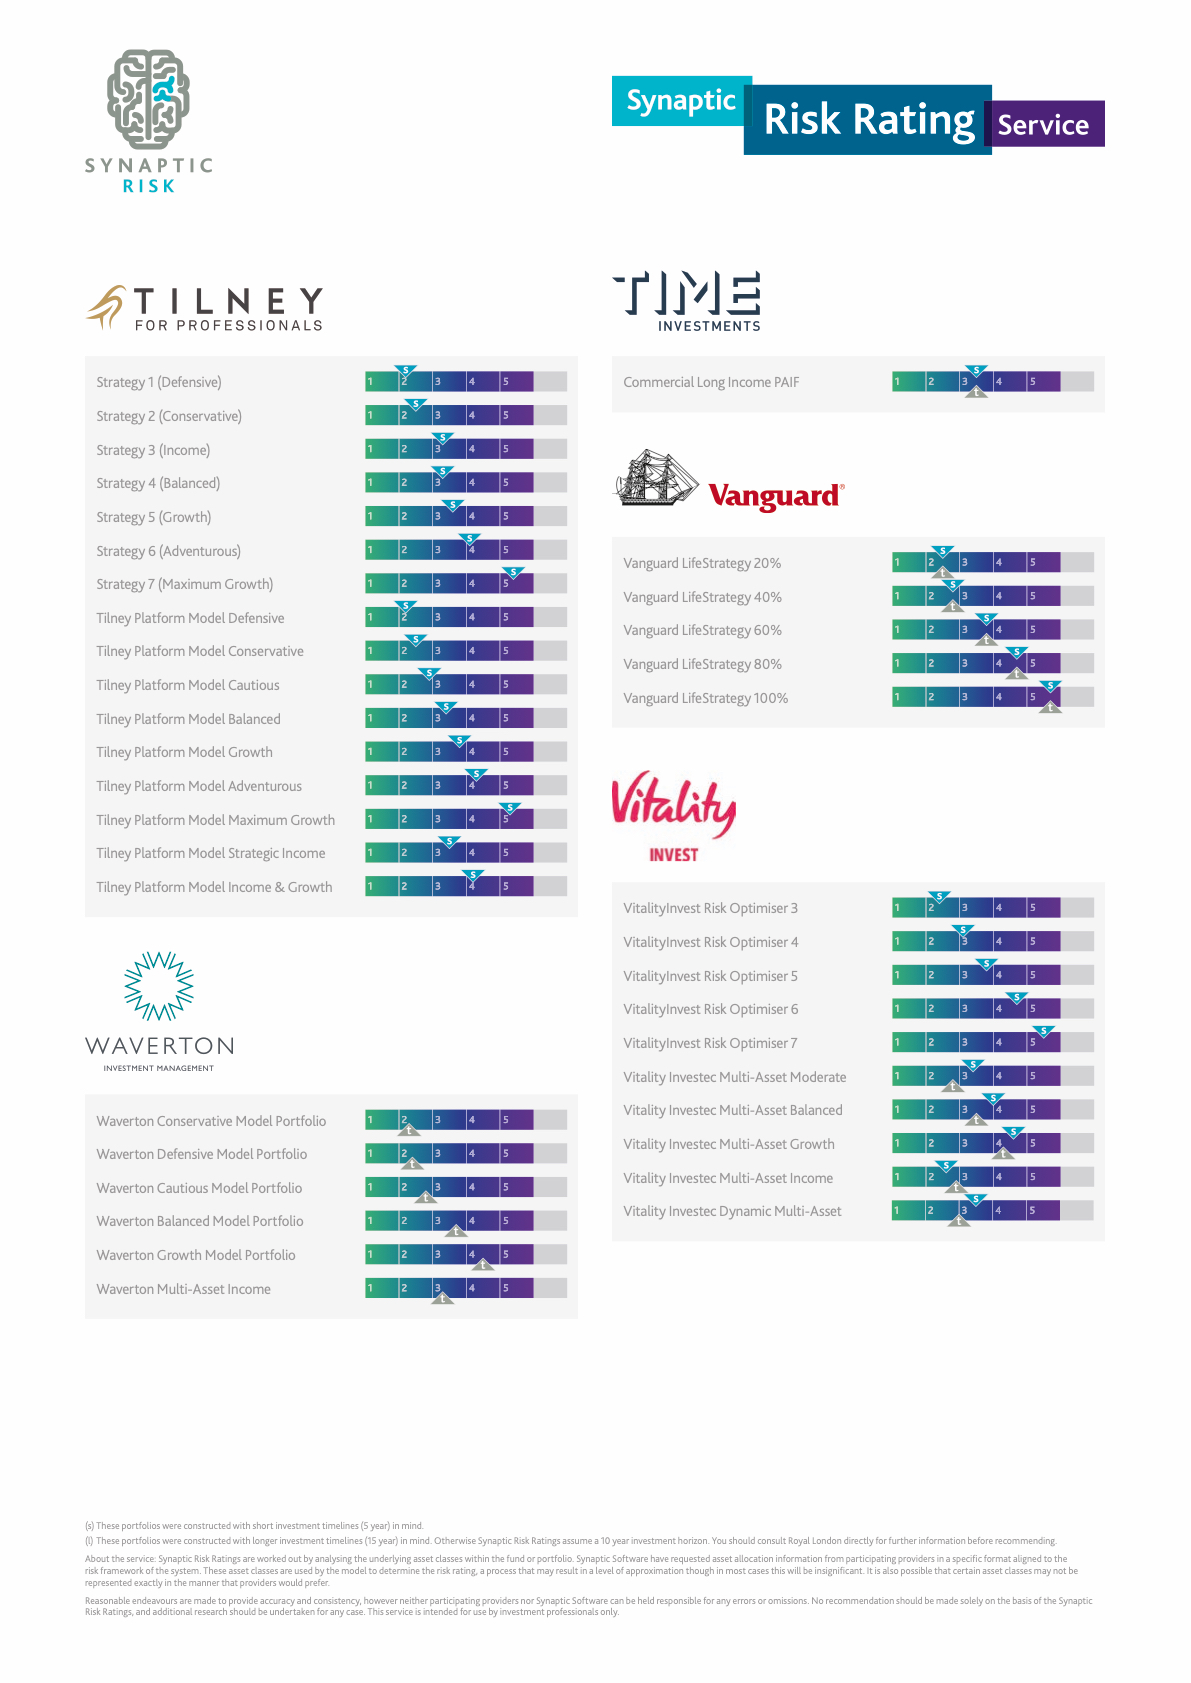 SYNAPTIC
RISK
Synaptic Risk Rating Service
TILNEY
FOR PROFESSIONALS
Strategy 1 (Defensive) 1 2 3 4 5 s
Strategy 2 (Conservative) 1 2 3 4 5 s
Strategy 3 (Income) 1 2 3 4 5 s
Strategy 4 (Balanced) 1 2 3 4 5 s
Strategy 5 (Growth) 1 2 3 4 5 s
Strategy 6 (Adventurous) 1 2 3 4 5 s
Strategy 7 (Maximum Growth) 1 2 3 4 5 s
Tilney Platform Model Defensive 1 2 3 4 5 s
Tilney Platform Model Conservative 1 2 3 4 5 s
Tilney Platform Model Cautious 1 2 3 4 5 s
Tilney Platform Model Balanced 1 2 3 4 5 s
Tilney Platform Model Growth 1 2 3 4 5 s
Tilney Platform Model Adventurous 1 2 3 4 5 s
Tilney Platform Model Maximum Growth 1 2 3 4 5 s
Tilney Platform Model Strategic Income 1 2 3 4 5 s
Tilney Platform Model Income & Growth 1 2 3 4 5 s
WAVERTON
INVESTMENT MANAGEMENT
Waverton Conservative Model Portfolio 1 2 3 4 5 t
Waverton Defensive Model Portfolio 1 2 3 4 5 t
Waverton Cautious Model Portfolio 1 2 3 4 5 t
Waverton Balanced Model Portfolio 1 2 3 4 5 t
Waverton Growth Model Portfolio 1 2 3 4 5 t
Waverton Multi-Asset Income 1 2 3 4 5 t
TIME
INVESTMENTS
Commercial Long Income PAIF 1 2 3 4 5 s t
Vanguard®
Vanguard LifeStrategy 20% 1 2 3 4 5 s t
Vanguard LifeStrategy 40% 1 2 3 4 5 s t
Vanguard LifeStrategy 60% 1 2 3 4 5 s t
Vanguard LifeStrategy 80% 1 2 3 4 5 s t
Vanguard LifeStrategy 100% 1 2 3 4 5 s t
Vitality
INVEST
VitalityInvest Risk Optimiser 3 1 2 3 4 5 s
VitalityInvest Risk Optimiser 4 1 2 3 4 5 s
VitalityInvest Risk Optimiser 5 1 2 3 4 5 s
VitalityInvest Risk Optimiser 6 1 2 3 4 5 s
VitalityInvest Risk Optimiser 7 1 2 3 4 5 s
Vitality Investec Multi-Asset Moderate 1 2 3 4 5 s t
Vitality Investec Multi-Asset Balanced 1 2 3 4 5 s t
Vitality Investec Multi-Asset Growth 1 2 3 4 5 s t
Vitality Investec Multi-Asset Income 1 2 3 4 5 s t
Vitality Investec Dynamic Multi-Asset 1 2 3 4 5 s t
(s) These portfolios were constructed with short investment timelines (5 year) in mind.
(l) These portfolios were constructed with longer investment timelines (15 year) in mind. Otherwise Synaptic Risk Ratings assume a 10 year investment horizon. You should consult Royal London directly for further information before recommending.
About the service: Synaptic Risk Ratings are worked out by analysing the underlying asset classes within the fund or portfolio. Synaptic Software have requested asset allocation information from participating providers in a specific format aligned to the
risk framework of the system. These asset classes are used by the model to determine the risk rating, a process that may result in a level of approximation though in most cases this will be insignificant. It is also possible that certain asset classes may not be
represented exactly in the manner that providers would prefer.
Reasonable endeavours are made to provide accuracy and consistency, however neither participating providers nor Synaptic Software can be held responsible for any errors or omissions. No recommendation should be made solely on the basis of the Synaptic
Risk Ratings, and additional research should be undertaken for any case. This service is intended for use by investment professionals only.